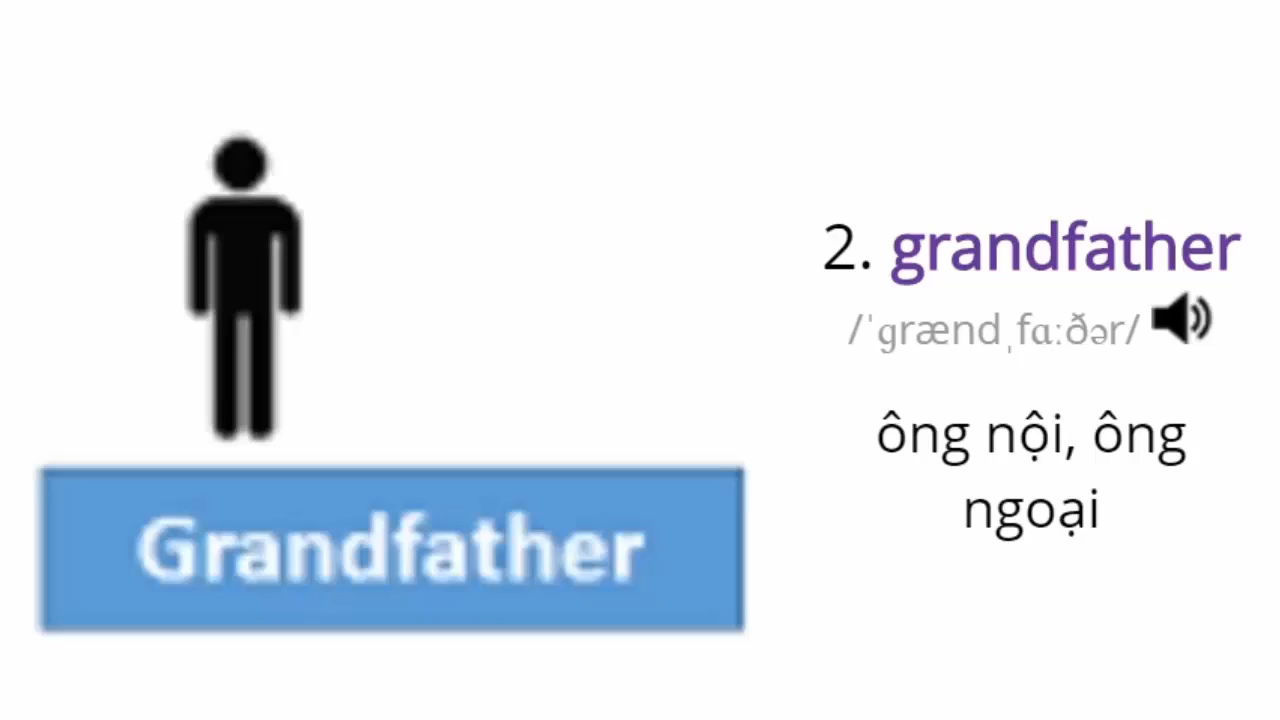 2. grandfather
/ˈɡrændˌfɑːðər/
ông nội, ông
ngoại
Grandfather